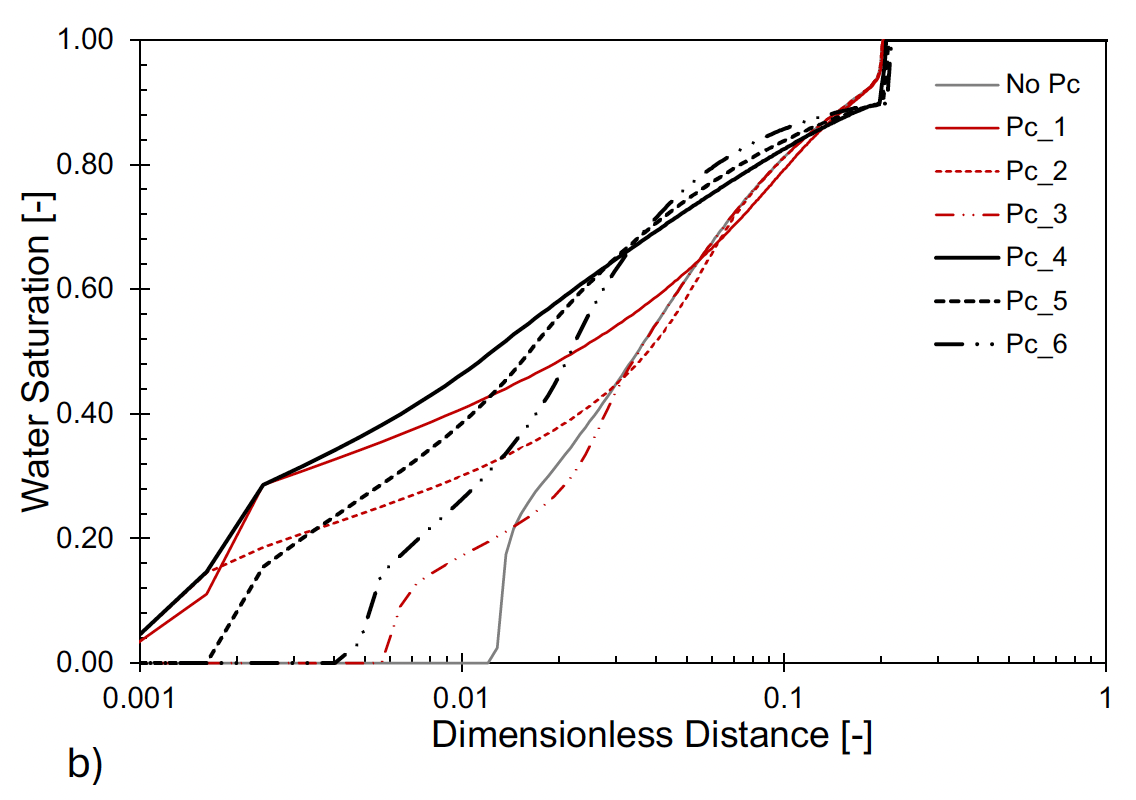 1.00
0.80
0.60
0.40
0.20
0.00
Water Saturation [-]
No Pc
Pc_1
Pc_2
Pc_3
Pc_4
Pc_5
Pc_6
0.001 0.01 0.1 1
Dimensionless Distance [-]
b)